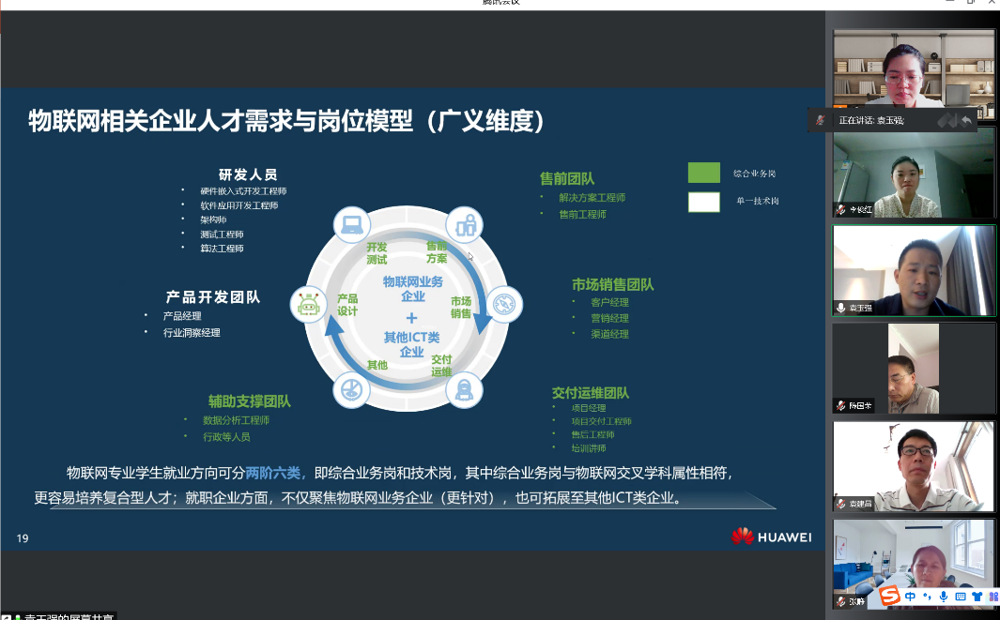 腾讯会议
物联网相关企业人才需求与岗位模型（广义维度）
研发人员
• 硬件嵌入式开发工程师
• 软件应用开发工程师
• 架构师
• 测试工程师
• 算法工程师
产品开发团队
• 产品经理
• 行业洞察经理
辅助支撑团队
• 数据分析工程师
• 行政等人员
开发
测试
售前
方案
产品
设计
市场
销售
其他
交付
运维
物联网业务
企业
+
其他ICT类
企业
售前团队
• 解决方案工程师
• 售前工程师
综合业务岗
单一技术岗
市场销售团队
• 客户经理
• 营销经理
• 渠道经理
交付运维团队
• 项目经理
• 项目交付工程师
• 售后工程师
• 培训讲师
物联网专业学生就业方向可分两阶六类，即综合业务岗和技术岗，其中综合业务岗与物联网交叉学科属性相符，
更容易培养复合型人才；就职企业方面，不仅聚焦物联网业务企业（更针对），也可拓展至其他ICT类企业。
19
HUAWEI
正在讲话: 袁玉强;
袁玉强
陈国荣
袁建昌
张静
中
袁玉强的屏幕共享